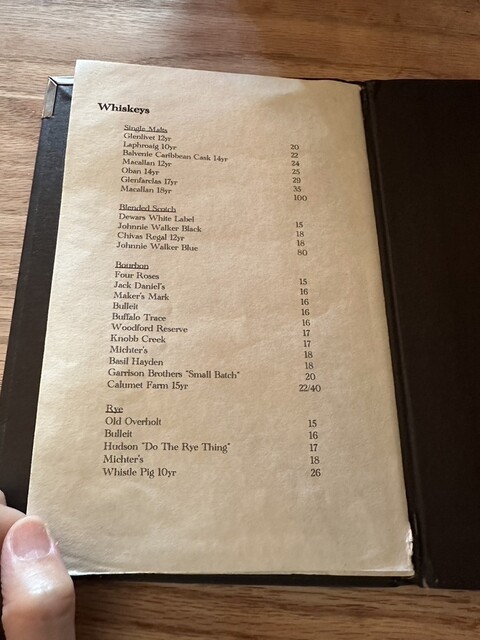 Whiskeys
Single Malts
Glenlivet 12yr 20
Laphroaig 10yr 22
Balvenie Caribbean Cask 14yr 24
Macallan 12yr 25
Oban 14yr 29
Glenfarclas 17yr 35
Macallan 18yr 100
Blended Scotch
Dewars White Label 15
Johnnie Walker Black 18
Chivas Regal 12yr 18
Johnnie Walker Blue 80
Bourbon
Four Roses 15
Jack Daniel's 16
Maker's Mark 16
Bulleit 16
Buffalo Trace 16
Woodford Reserve 17
Knobb Creek 17
Michter's 18
Basil Hayden 18
Garrison Brothers "Small Batch" 20
Calumet Farm 15yr 22/40
Rye
Old Overholt 15
Bulleit 16
Hudson "Do The Rye Thing" 17
Michter's 18
Whistle Pig 10yr 26